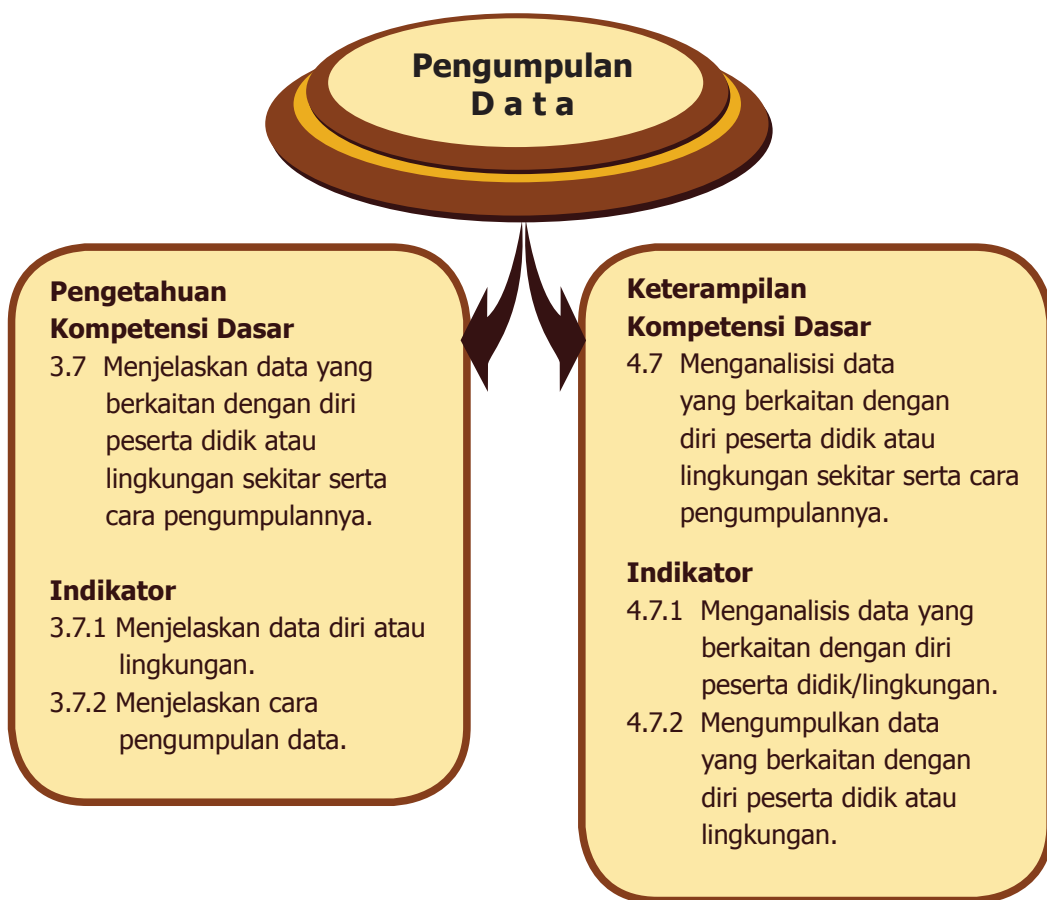 Pengumpulan
D a t a
Pengetahuan
Kompetensi Dasar
3.7 Menjelaskan data yang
berkaitan dengan diri
peserta didik atau
lingkungan sekitar serta
cara pengumpulannya.
Indikator
3.7.1 Menjelaskan data diri atau
lingkungan.
3.7.2 Menjelaskan cara
pengumpulan data.
Keterampilan
Kompetensi Dasar
4.7 Menganalisisi data
yang berkaitan dengan
diri peserta didik atau
lingkungan sekitar serta cara
pengumpulannya.
Indikator
4.7.1 Menganalisis data yang
berkaitan dengan diri
peserta didik/lingkungan.
4.7.2 Mengumpulkan data
yang berkaitan dengan
diri peserta didik atau
lingkungan.